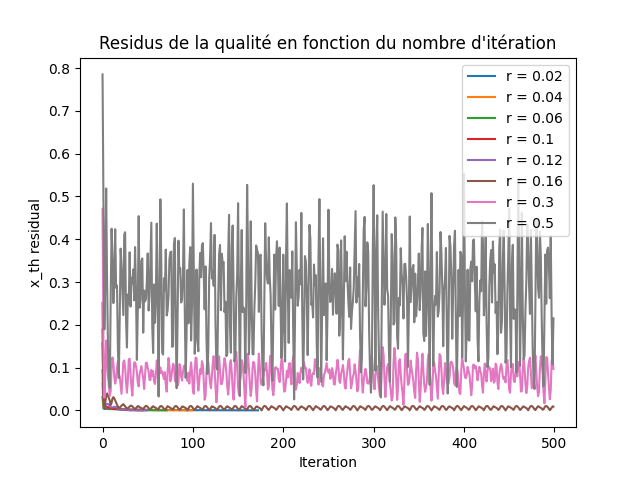 Residus de la qualité en fonction du nombre d'itération
x_th residual
0.8
0.7
0.6
0.5
0.4
0.3
0.2
0.1
0.0
r = 0.02
r = 0.04
r = 0.06
r = 0.1
r = 0.12
r = 0.16
r = 0.3
r = 0.5
0 100 200 300 400 500
Iteration